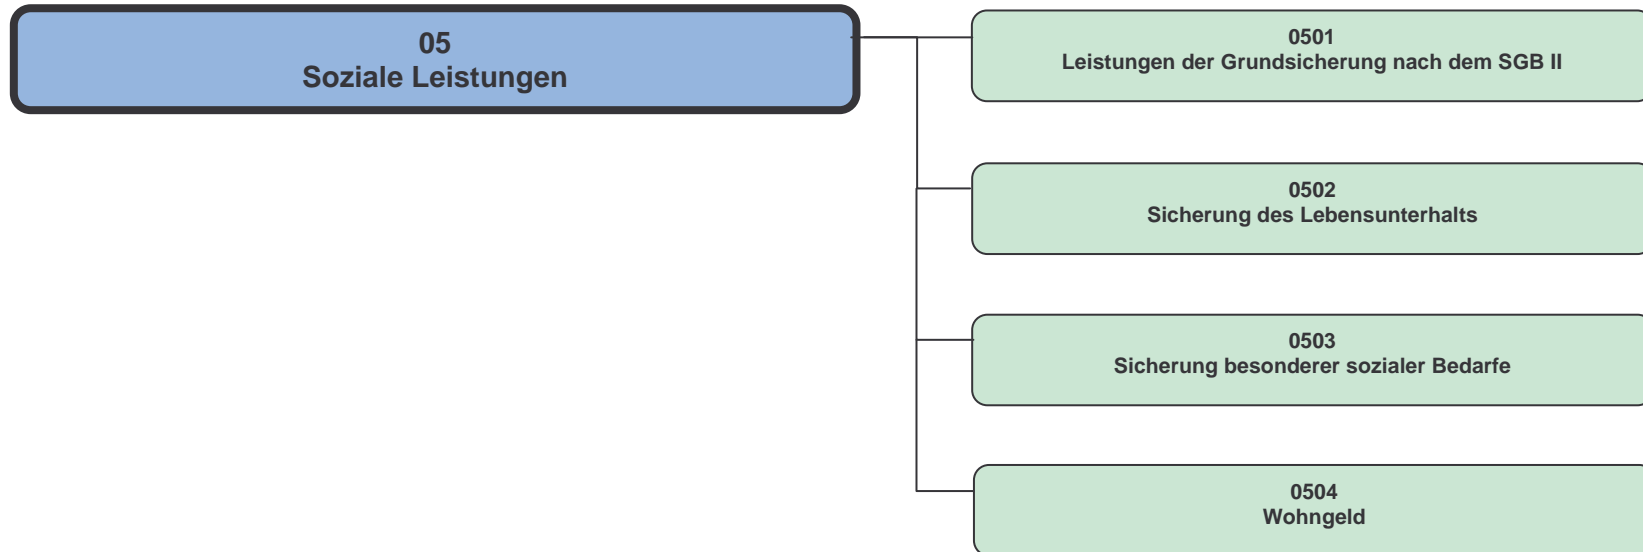 05
Soziale Leistungen
0501
Leistungen der Grundsicherung nach dem SGB II
0502
Sicherung des Lebensunterhalts
0503
Sicherung besonderer sozialer Bedarfe
0504
Wohngeld